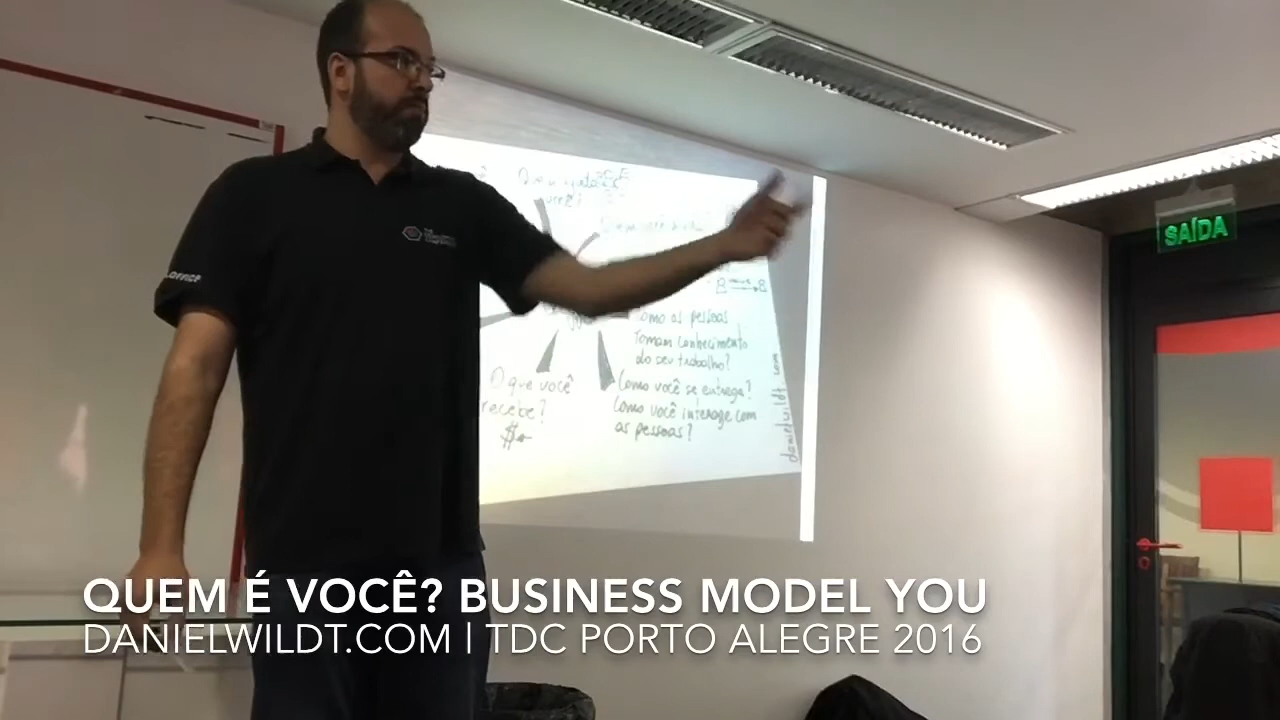 SAÍDA
OFFICE
Como as pessoas
Tomam conhecimento
do seu trabalho?
O que você
recebe?
Como você se entrega?
Como você interage com
as pessoas?
danielwildt.com
QUEM É VOCÊ? BUSINESS MODEL YOU
DANIELWILDT.COM | TDC PORTO ALEGRE 2016